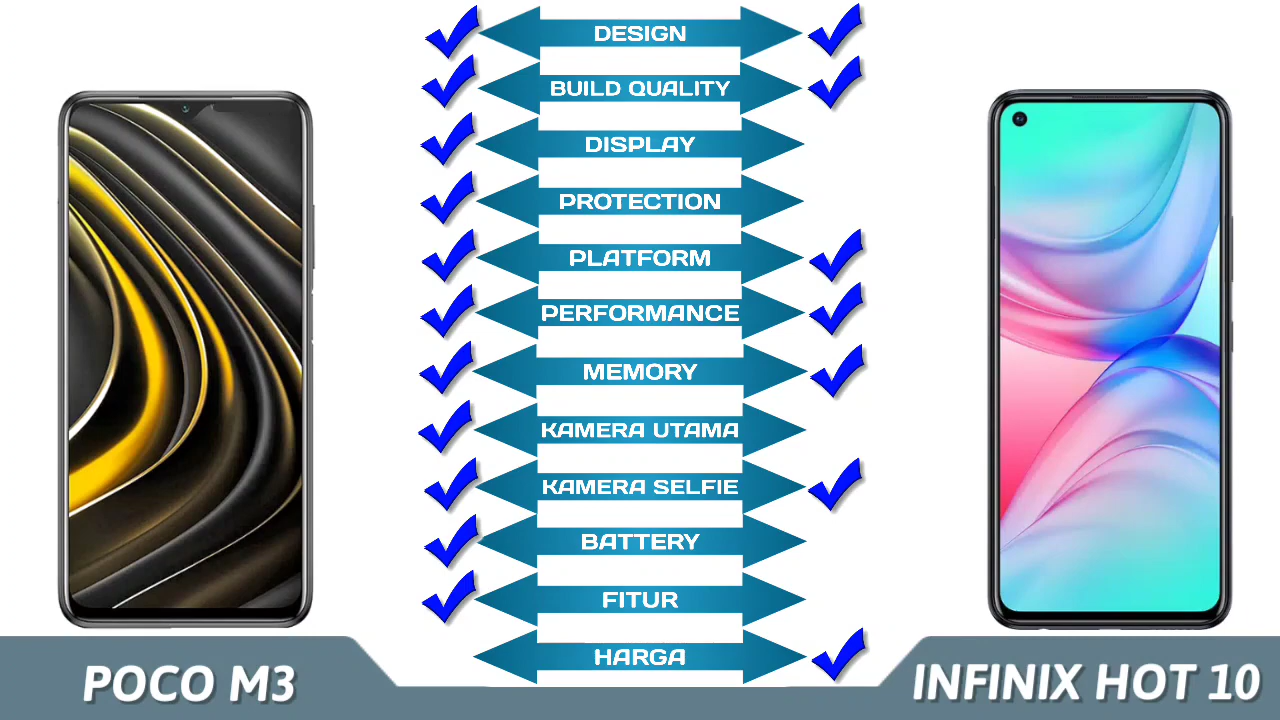 DESIGN
BUILD QUALITY
DISPLAY
PROTECTION
PLATFORM
PERFORMANCE
MEMORY
KAMERA UTAMA
KAMERA SELFIE
BATTERY
FITUR
HARGA
POCO M3
INFINIX HOT 10